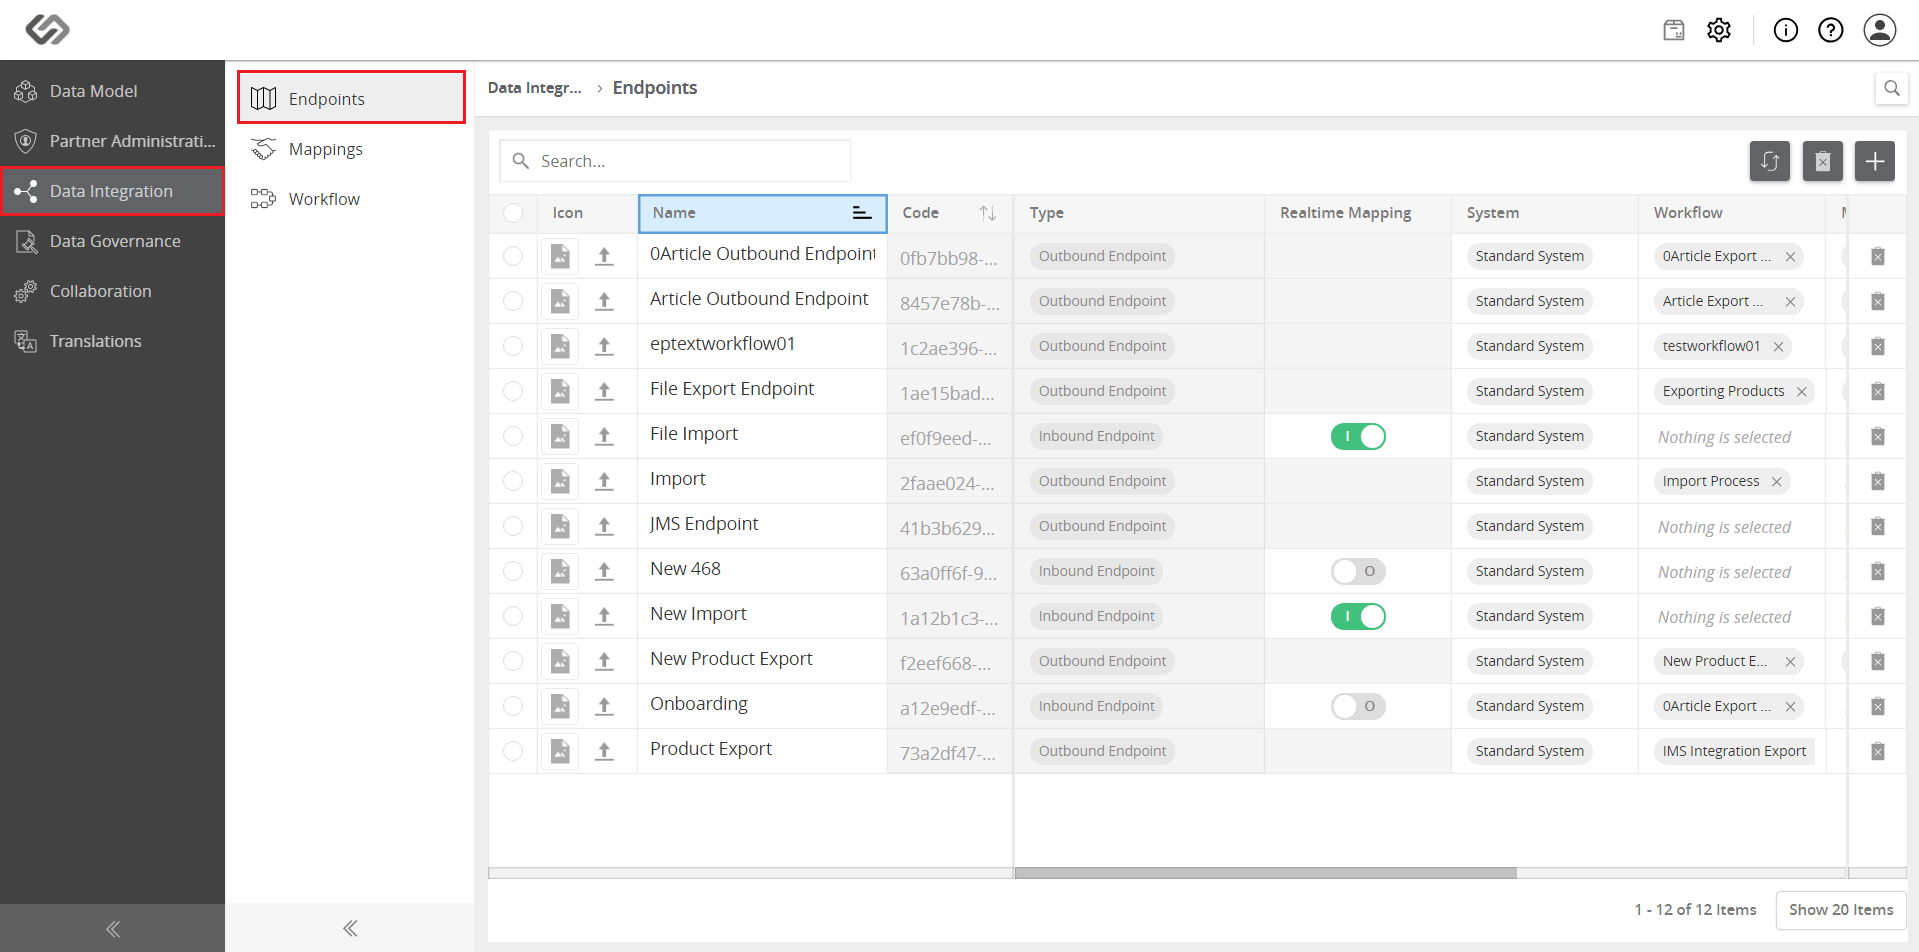 Data Model
Partner Administrati...
Data Integration
Data Governance
Collaboration
Translations
Endpoints
Mappings
Workflow
Data Integr... › Endpoints
Search...
Icon Name Code Type Realtime Mapping System Workflow
0Article Outbound Endpoint 0fb7bb98-... Outbound Endpoint Standard System 0Article Export ...
Article Outbound Endpoint 8457e78b-... Outbound Endpoint Standard System Article Export ...
eptextworkflow01 1c2ae396-... Outbound Endpoint Standard System testworkflow01
File Export Endpoint 1ae15bad... Outbound Endpoint Standard System Exporting Products
File Import ef0f9eed-... Inbound Endpoint I Standard System Nothing is selected
Import 2faae024-... Outbound Endpoint Standard System Import Process
JMS Endpoint 41b3b629... Outbound Endpoint Standard System Nothing is selected
New 468 63a0ff6f-9... Inbound Endpoint O Standard System Nothing is selected
New Import 1a12b1c3-... Inbound Endpoint I Standard System Nothing is selected
New Product Export f2eef668-... Outbound Endpoint Standard System New Product E...
Onboarding a12e9edf-... Inbound Endpoint O Standard System 0Article Export ...
Product Export 73a2df47-... Outbound Endpoint Standard System IMS Integration Export
1 - 12 of 12 Items Show 20 Items